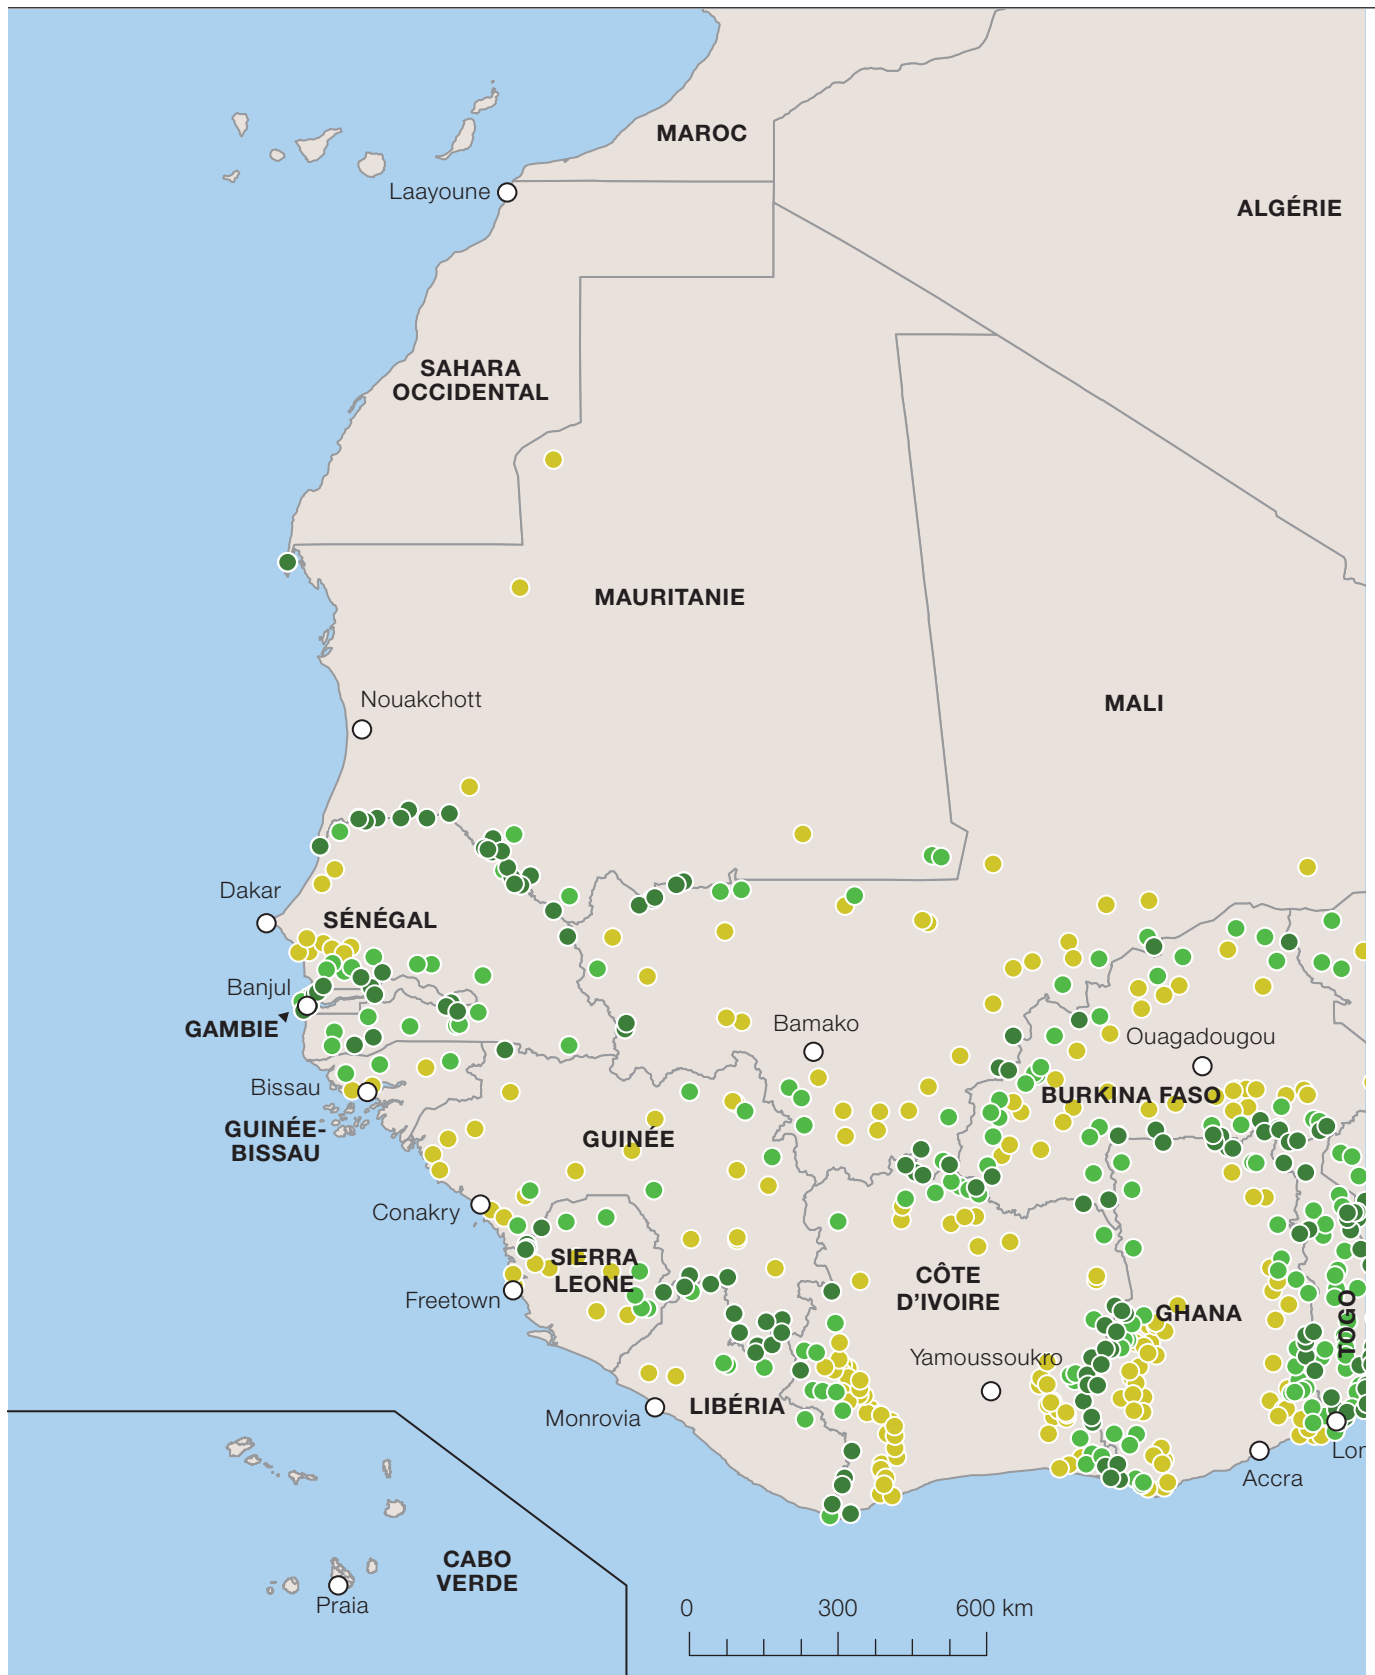 MAROC
Laayoune
ALGÉRIE
SAHARA
OCCIDENTAL
MAURITANIE
Nouakchott
MALI
Dakar
SÉNÉGAL
Banjul
GAMBIE
Bamako
Ouagadougou
Bissau
BURKINA FASO
GUINÉE-
BISSAU
GUINÉE
Conakry
SIERRA
LEONE
CÔTE
D'IVOIRE
Freetown
GHANA
TOGO
Yamoussoukro
LIBÉRIA
Monrovia
Lor
Accra
CABO
VERDE
Praia
0 300 600 km